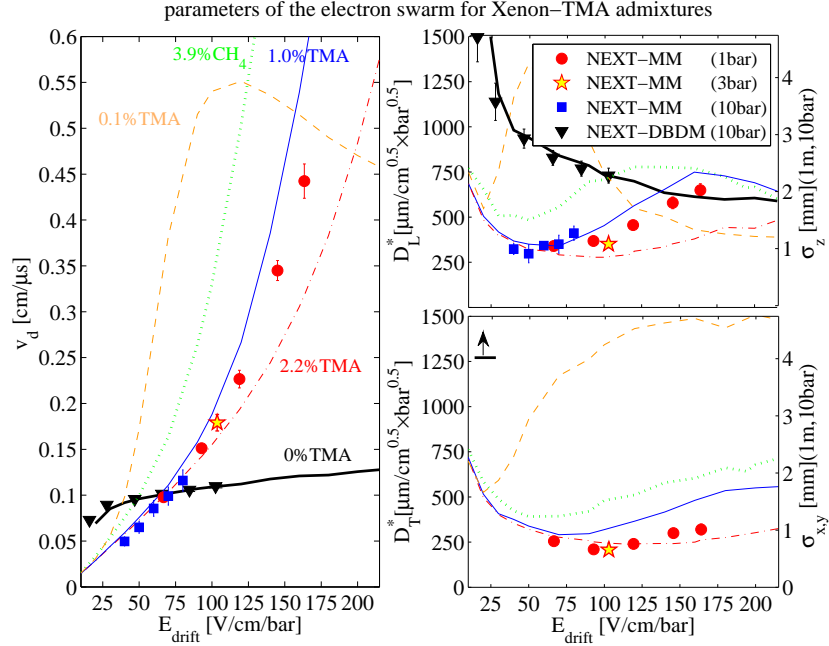 parameters of the electron swarm for Xenon−TMA admixtures
0.6
0.55
0.5
0.45
0.4
0.35
0.3
0.25
0.2
0.15
0.1
0.05
0
v_d [cm/μs]
3.9%CH_4
1.0%TMA
0.1%TMA
2.2%TMA
0%TMA
25 50 75 100 125 150 175 200
E_drift [V/cm/bar]
1500
1250
1000
750
500
250
D_L^* [μm/cm^0.5×bar^0.5]
NEXT−MM (1bar)
NEXT−MM (3bar)
NEXT−MM (10bar)
NEXT−DBDM (10bar)
4
3
2
1
0
σ_z [mm](1m,10bar)
1500
1250
1000
750
500
250
0
D_T^* [μm/cm^0.5×bar^0.5]
4
3
2
1
0
σ_x,y [mm](1m,10bar)
25 50 75 100 125 150 175 200
E_drift [V/cm/bar]